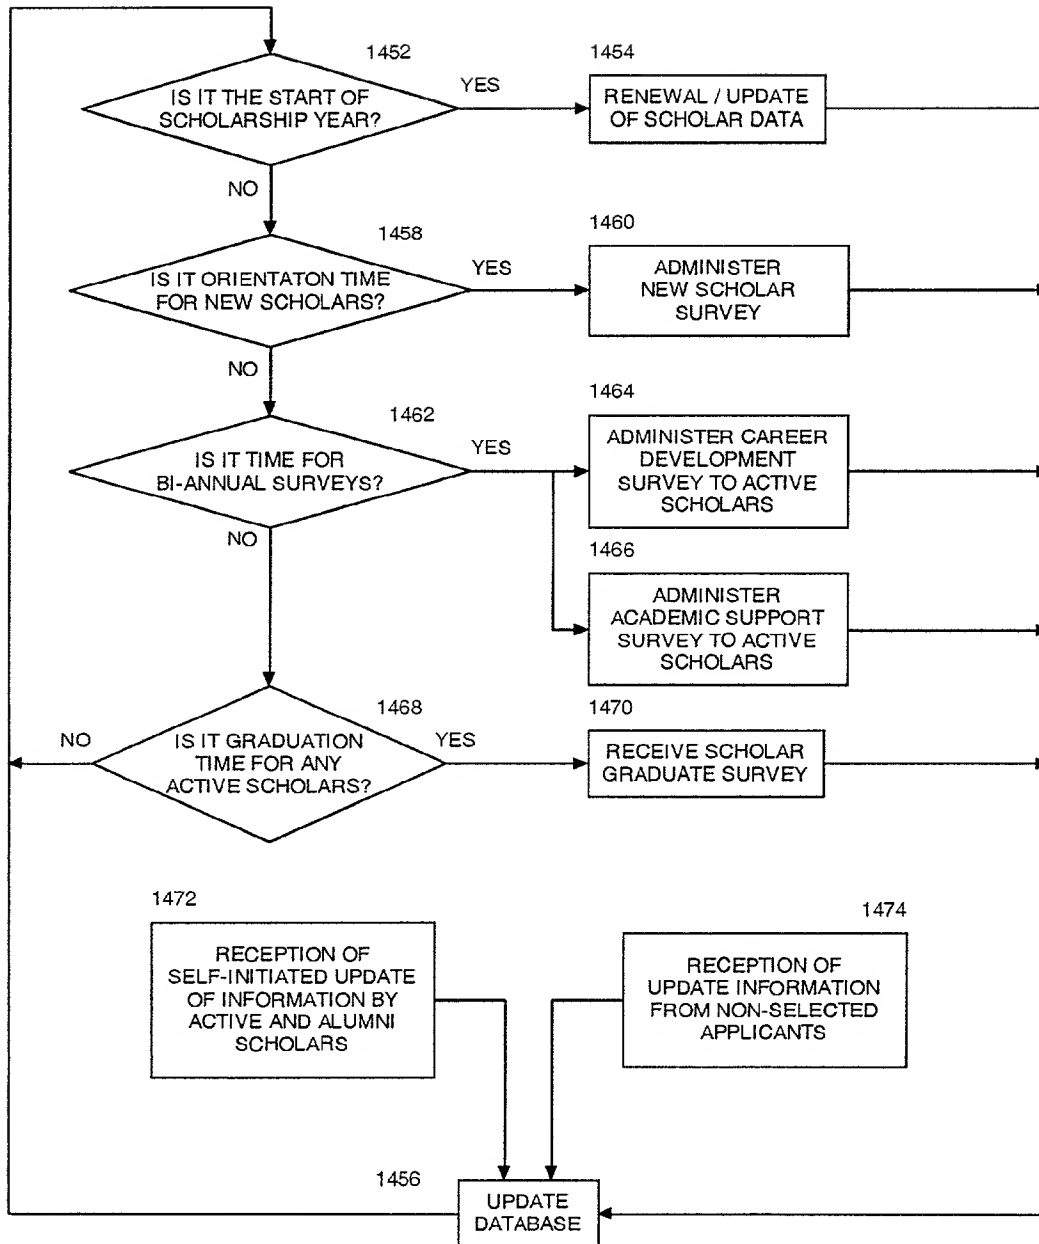 1452
IS IT THE START OF
SCHOLARSHIP YEAR?
YES
1454
RENEWAL / UPDATE
OF SCHOLAR DATA
NO
1458
IS IT ORIENTATON TIME
FOR NEW SCHOLARS?
YES
1460
ADMINISTER
NEW SCHOLAR
SURVEY
NO
1462
IS IT TIME FOR
BI-ANNUAL SURVEYS?
YES
1464
ADMINISTER CAREER
DEVELOPMENT
SURVEY TO ACTIVE
SCHOLARS
NO
1466
ADMINISTER
ACADEMIC SUPPORT
SURVEY TO ACTIVE
SCHOLARS
1468
IS IT GRADUATION
TIME FOR ANY
ACTIVE SCHOLARS?
NO
YES
1470
RECEIVE SCHOLAR
GRADUATE SURVEY
1472
RECEPTION OF
SELF-INITIATED UPDATE
OF INFORMATION BY
ACTIVE AND ALUMNI
SCHOLARS
1474
RECEPTION OF
UPDATE INFORMATION
FROM NON-SELECTED
APPLICANTS
1456
UPDATE
DATABASE